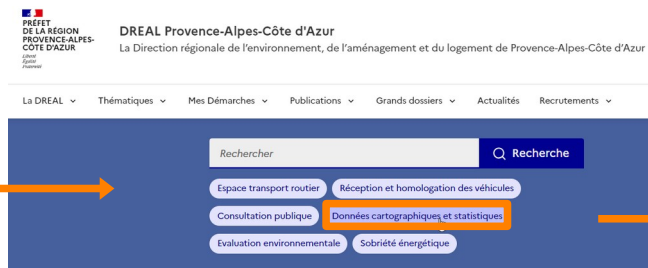 PRÉFET
DE LA RÉGION
PROVENCE-ALPES-
CÔTE D'AZUR
Liberté
Égalité
Fraternité
DREAL Provence-Alpes-Côte d'Azur
La Direction régionale de l'environnement, de l'aménagement et du logement de Provence-Alpes-Côte d'Azur
La DREAL Thématiques Mes Démarches Publications Grands dossiers Actualités Recrutements
Rechercher Recherche
Espace transport routier Réception et homologation des véhicules
Consultation publique Données cartographiques et statistiques
Evaluation environnementale Sobriété énergétique